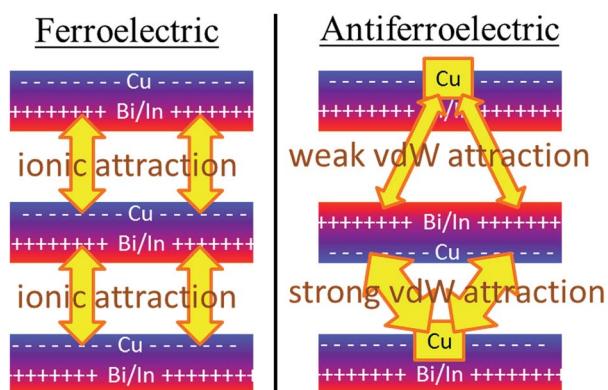 Ferroelectric
- - - - - - - - Cu - - - - - - - -
++++++++ Bi/In +++++++
ionic attraction
- - - - - - - - Cu - - - - - - - -
++++++++ Bi/In +++++++
ionic attraction
- - - - - - - - Cu - - - - - - - -
++++++++ Bi/In +++++++
Antiferroelectric
- - - - - - - - Cu - - - - - - - -
++++++++ +++++++
weak vdW attraction
++++++++ Bi/In +++++++
- - - - - - - - Cu - - - - - - - -
strong vdW attraction
- - - - - - - - Cu - - - - - - - -
++++++++ Bi/In +++++++